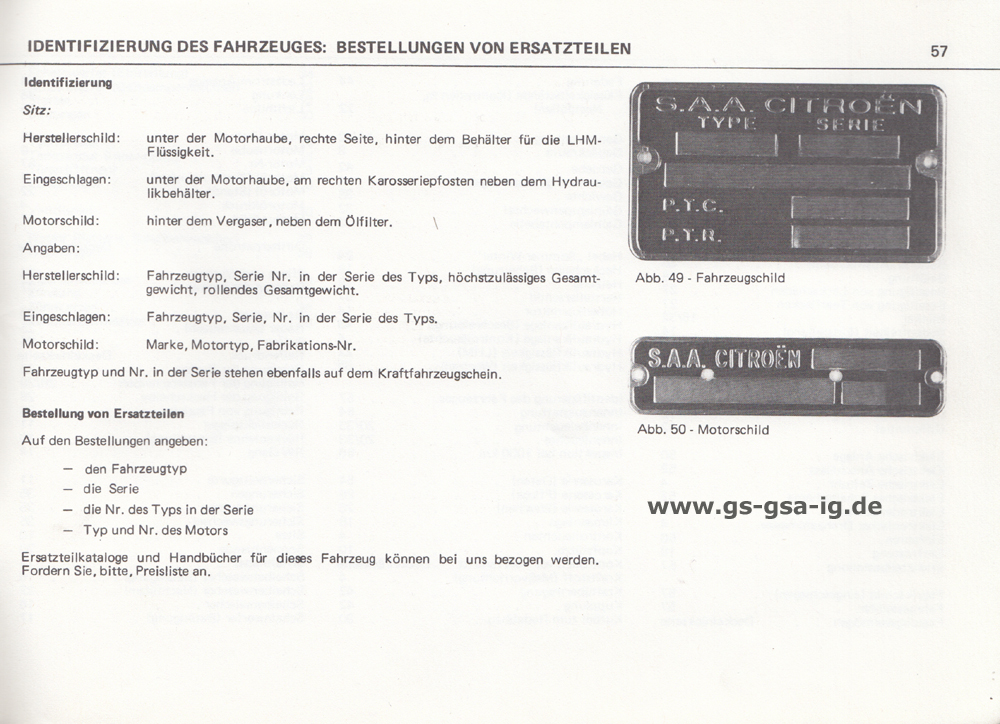 IDENTIFIZIERUNG DES FAHRZEUGES: BESTELLUNGEN VON ERSATZTEILEN
57
Identifizierung
Sitz:
Herstellerschild: unter der Motorhaube, rechte Seite, hinter dem Behälter für die LHM-
Flüssigkeit.
Eingeschlagen: unter der Motorhaube, am rechten Karosseriepfosten neben dem Hydrau-
likbehälter.
Motorschild: hinter dem Vergaser, neben dem Ölfilter.
Angaben:
Herstellerschild: Fahrzeugtyp, Serie Nr. in der Serie des Typs, höchstzulässiges Gesamt-
gewicht, rollendes Gesamtgewicht.
Eingeschlagen: Fahrzeugtyp, Serie, Nr. in der Serie des Typs.
Motorschild: Marke, Motortyp, Fabrikations-Nr.
Fahrzeugtyp und Nr. in der Serie stehen ebenfalls auf dem Kraftfahrzeugschein.
Bestellung von Ersatzteilen
Auf den Bestellungen angeben:
— den Fahrzeugtyp
— die Serie
— die Nr. des Typs in der Serie
— Typ und Nr. des Motors
Ersatzteilkataloge und Handbücher für dieses Fahrzeug können bei uns bezogen werden.
Fordern Sie, bitte, Preisliste an.
S.A.A. CITROËN
TYPE SERIE
P.T.C.
P.T.R.
Abb. 49 - Fahrzeugschild
S.A.A. CITROËN
Abb. 50 - Motorschild
www.gs-gsa-ig.de